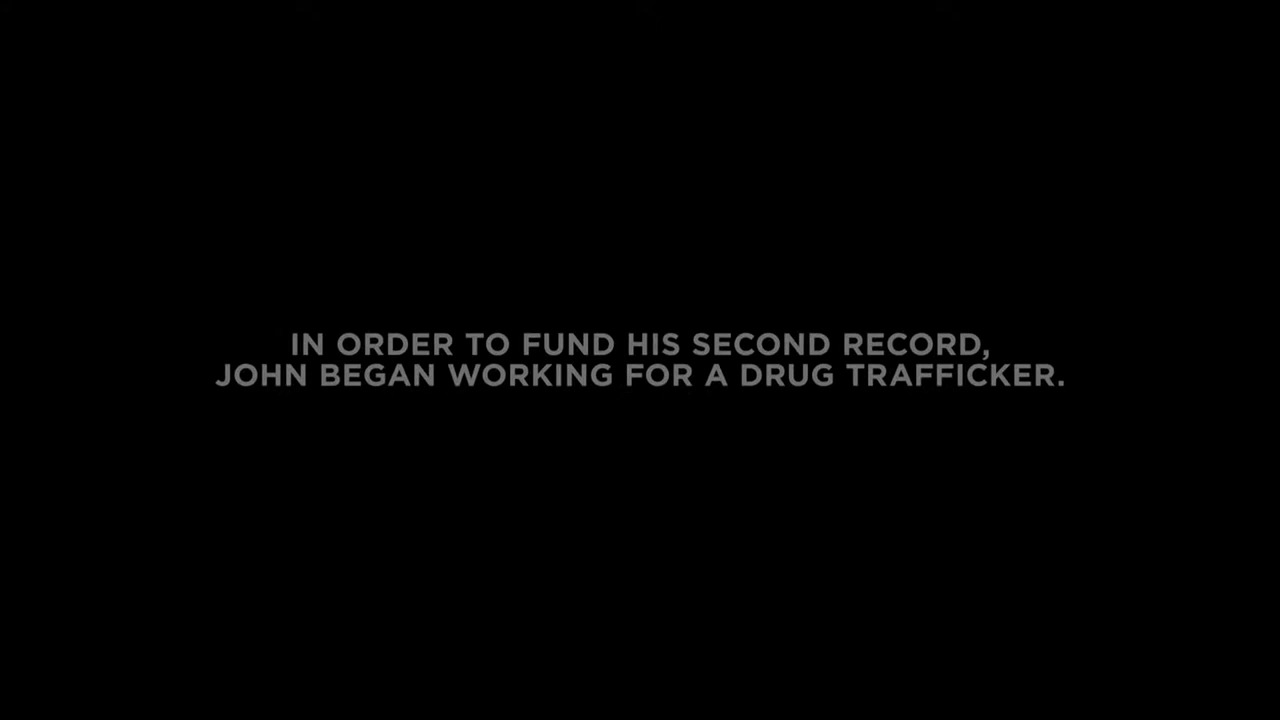 IN ORDER TO FUND HIS SECOND RECORD,
JOHN BEGAN WORKING FOR A DRUG TRAFFICKER.